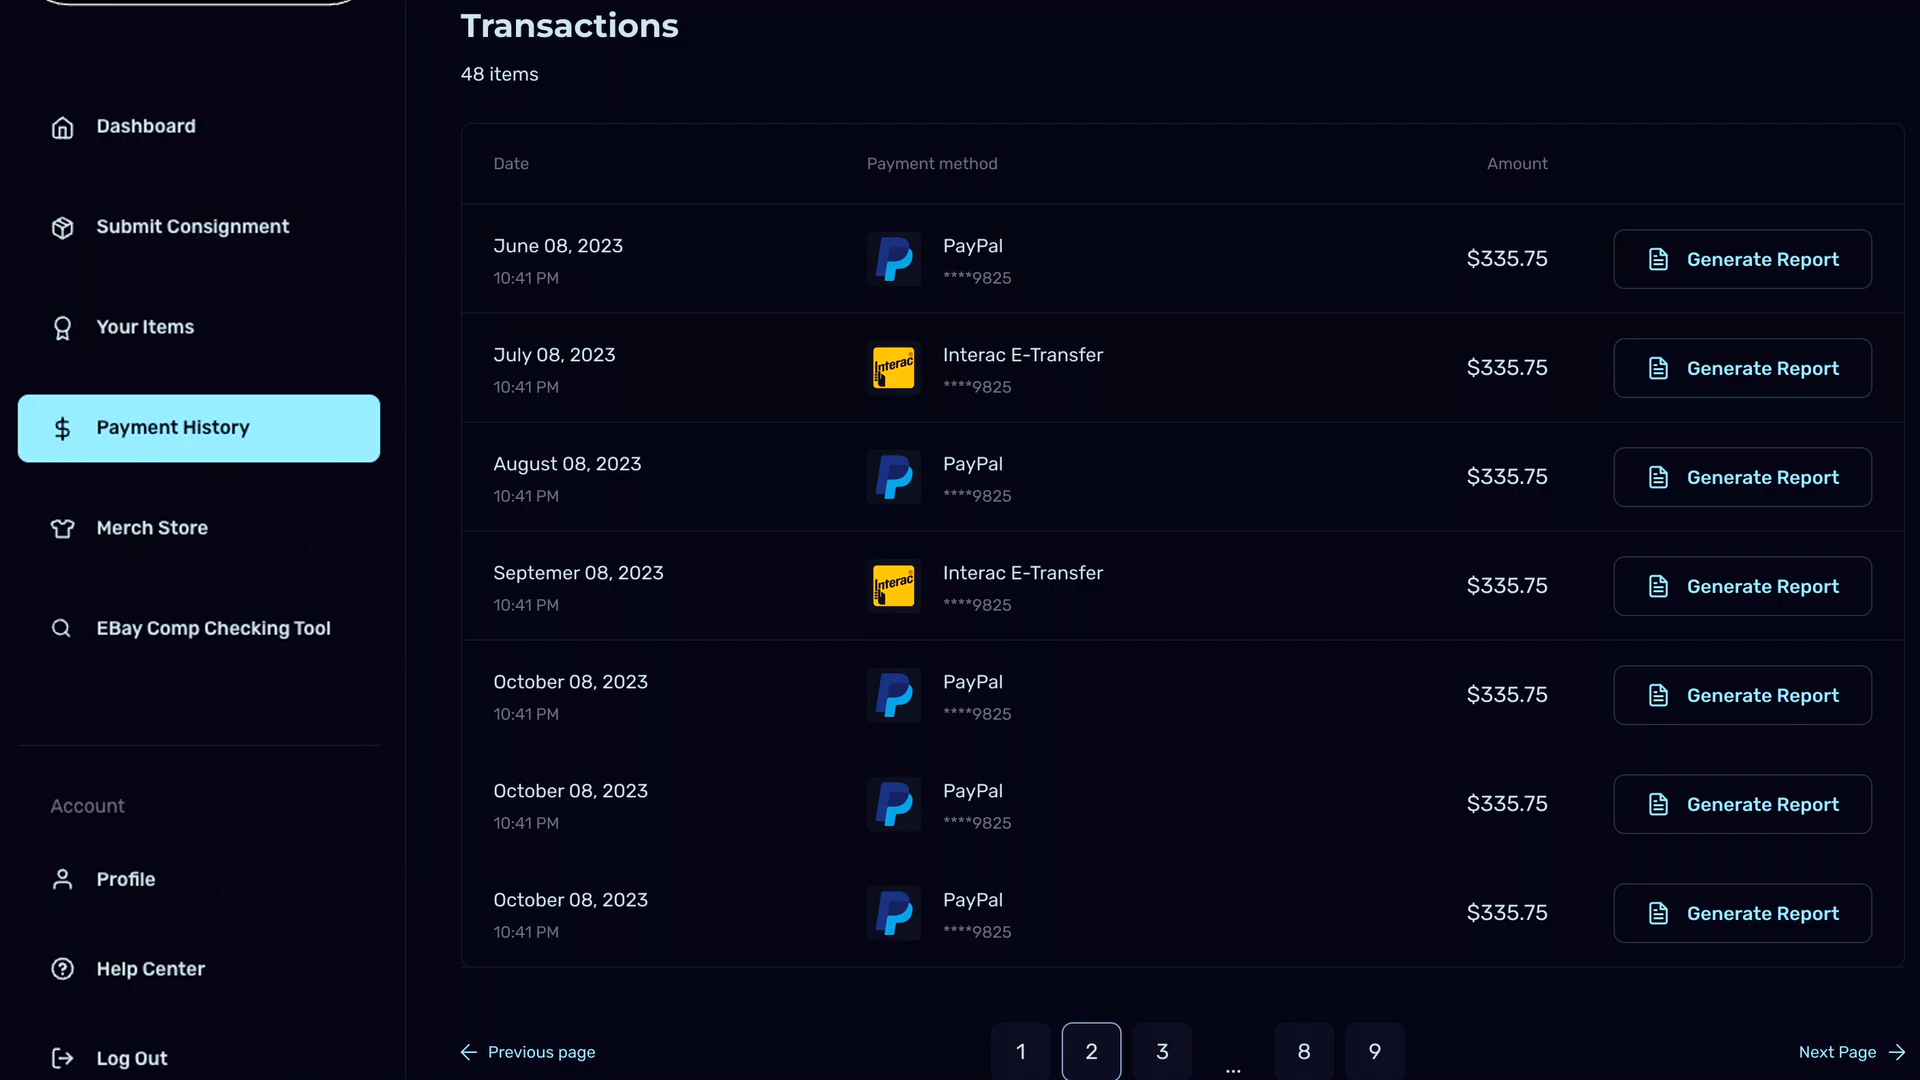 Transactions
48 items
Dashboard
Submit Consignment
Your Items
Payment History
Merch Store
EBay Comp Checking Tool
Account
Profile
Help Center
Log Out
Date Payment method Amount
June 08, 2023 PayPal $335.75 Generate Report
10:41 PM ****9825
July 08, 2023 Interac Interac E-Transfer $335.75 Generate Report
10:41 PM ****9825
August 08, 2023 PayPal $335.75 Generate Report
10:41 PM ****9825
Septemer 08, 2023 Interac Interac E-Transfer $335.75 Generate Report
10:41 PM ****9825
October 08, 2023 PayPal $335.75 Generate Report
10:41 PM ****9825
October 08, 2023 PayPal $335.75 Generate Report
10:41 PM ****9825
October 08, 2023 PayPal $335.75 Generate Report
10:41 PM ****9825
Previous page 1 2 3 ... 8 9 Next Page